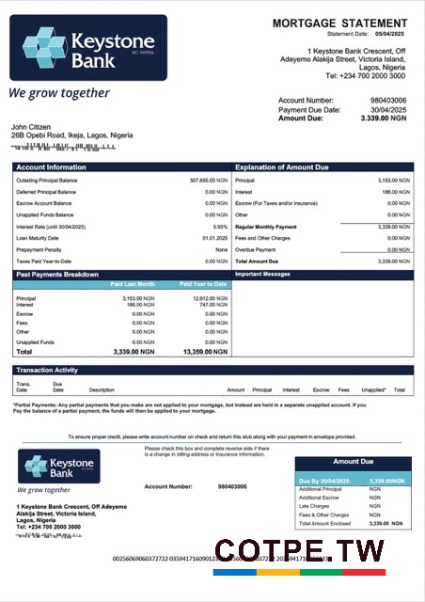 Keystone
Bank
We grow together
MORTGAGE STATEMENT
Statement Date: 05/04/2025
1 Keystone Bank Crescent, Off
Adeyemo Alakija Street, Victoria Island,
Lagos, Nigeria
Tel: +234 700 2000 3000
Account Number: 980403006
Payment Due Date: 30/04/2025
Amount Due: 3.339.00 NGN
John Citizen
26B Opebi Road, Ikeja, Lagos, Nigeria
Account Information
Outstanding Principal Balance NGN
Deferred Principal Balance 0.00 NGN
Escrow Account Balance 0.00 NGN
Unapplied Funds Balance 0.00 NGN
Interest Rate (until 30/04/2025)
Loan Maturity Date 01.01.2025
Prepayment Penalty None
Taxes Paid Year-to-Date 0.00 NGN
Explanation of Amount Due
Principal 3,153.00 NGN
Interest 186.00 NGN
Escrow (For Taxes and/or Insurance) 0.00 NGN
Other 0.00 NGN
Regular Monthly Payment 3,339.00 NGN
Fees and Other Charges 0.00 NGN
Overdue Payment 0.00 NGN
Total Amount Due 3,339.00 NGN
Past Payments Breakdown
Paid Last Month Paid Year to Date
Principal 3,153.00 NGN 12,612.00 NGN
Interest 186.00 NGN 747.00 NGN
Escrow 0.00 NGN 0.00 NGN
Fees 0.00 NGN 0.00 NGN
Other 0.00 NGN 0.00 NGN
Unapplied Funds 0.00 NGN 0.00 NGN
Total 3,339.00 NGN 13,359.00 NGN
Important Messages
Transaction Activity
Trans. Date Due Date Description Amount Principal Interest Escrow Fees Unapplied* Total
*Partial Payments: Any partial payments that you make are not applied to your mortgage, but instead are held in a separate unapplied account. If you
Pay the balance of a partial payment, the funds will then be applied to your mortgage.
To ensure proper credit, please write account number on check and return this stub along with your payment in envelope provided.
Keystone
Bank
We grow together
Please check this box and complete reverse side if there
is a change in billing address or insurance information.
Account Number: 980403006
1 Keystone Bank Crescent, Off Adeyemo
Alakija Street, Victoria Island,
Lagos, Nigeria
Tel: +234 700 2000 3000
Amount Due
Due By 30/04/2025: 3,339.00NGN
Additional Principal NGN
Additional Escrow NGN
Late Charges NGN
Fees & Other Charges NGN
Total Amount Enclosed 3,339.00 NGN
COTPE.TW